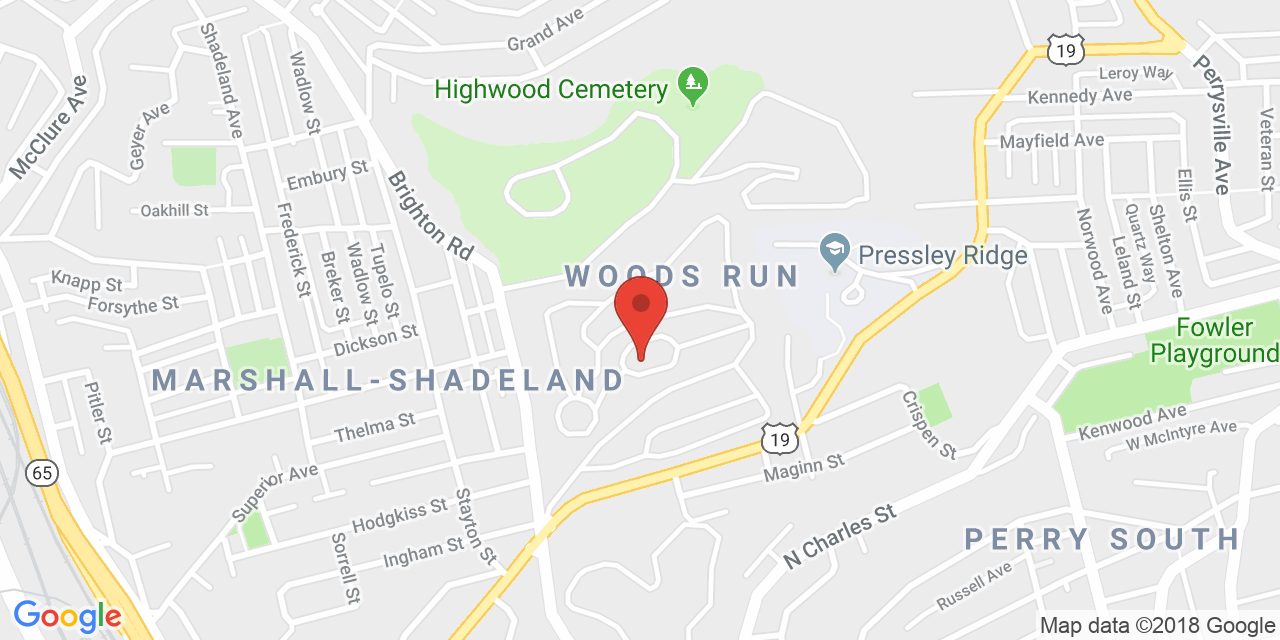 Grand Ave
Shadeland Ave
Wadlow St
McClure Ave
Geyer Ave
Highwood Cemetery
19
Perrysville Ave
Leroy Way
Kennedy Ave
Mayfield Ave
Veteran St
Embury St
Brighton Rd
Oakhill St
Ellis St
Frederick St
Wadlow St
Tupelo St
Breker St
Norwood Ave
Quartz Way
Leland St
Shelton Ave
Pressley Ridge
WOODS RUN
Knapp St
Forsythe St
Dickson St
Fowler
Playground
MARSHALL-SHADELAND
Pitler St
Thelma St
Crispen St
Kenwood Ave
W McIntyre Ave
19
65
Maginn St
Superior Ave
Hodgkiss St
Stayton St
N Charles St
PERRY SOUTH
Ingham St
Sorrell St
Russell Ave
Google
Map data ©2018 Google